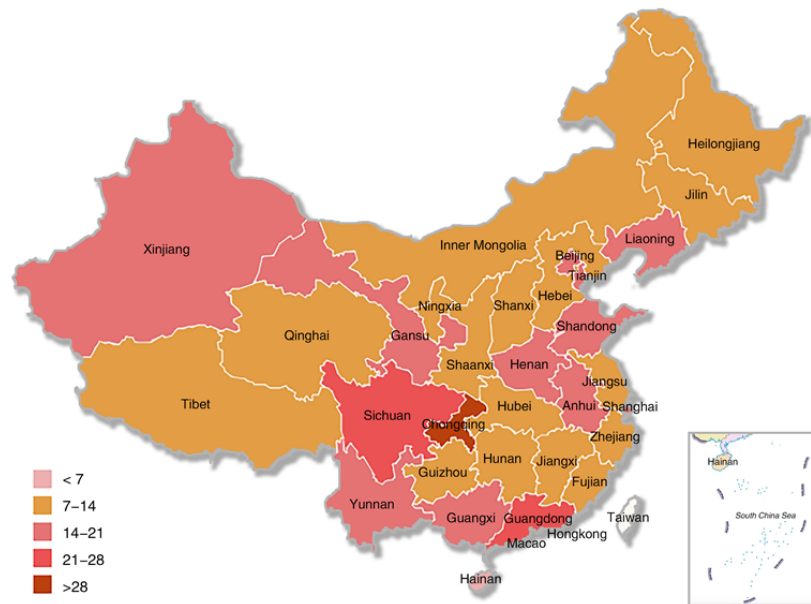 Heilongjiang
Jilin
Liaoning
Inner Mongolia
Beijing
Tianjin
Hebei
Xinjiang
Ningxia
Shanxi
Gansu
Shandong
Qinghai
Shaanxi
Henan
Jiangsu
Tibet
Sichuan
Chongqing
Hubei
Anhui
Shanghai
Zhejiang
Guizhou
Hunan
Jiangxi
Fujian
Yunnan
Guangxi
Guangdong
Taiwan
Hongkong
Macao
Hainan
< 7
7–14
14–21
21–28
>28
Hainan
South China Sea